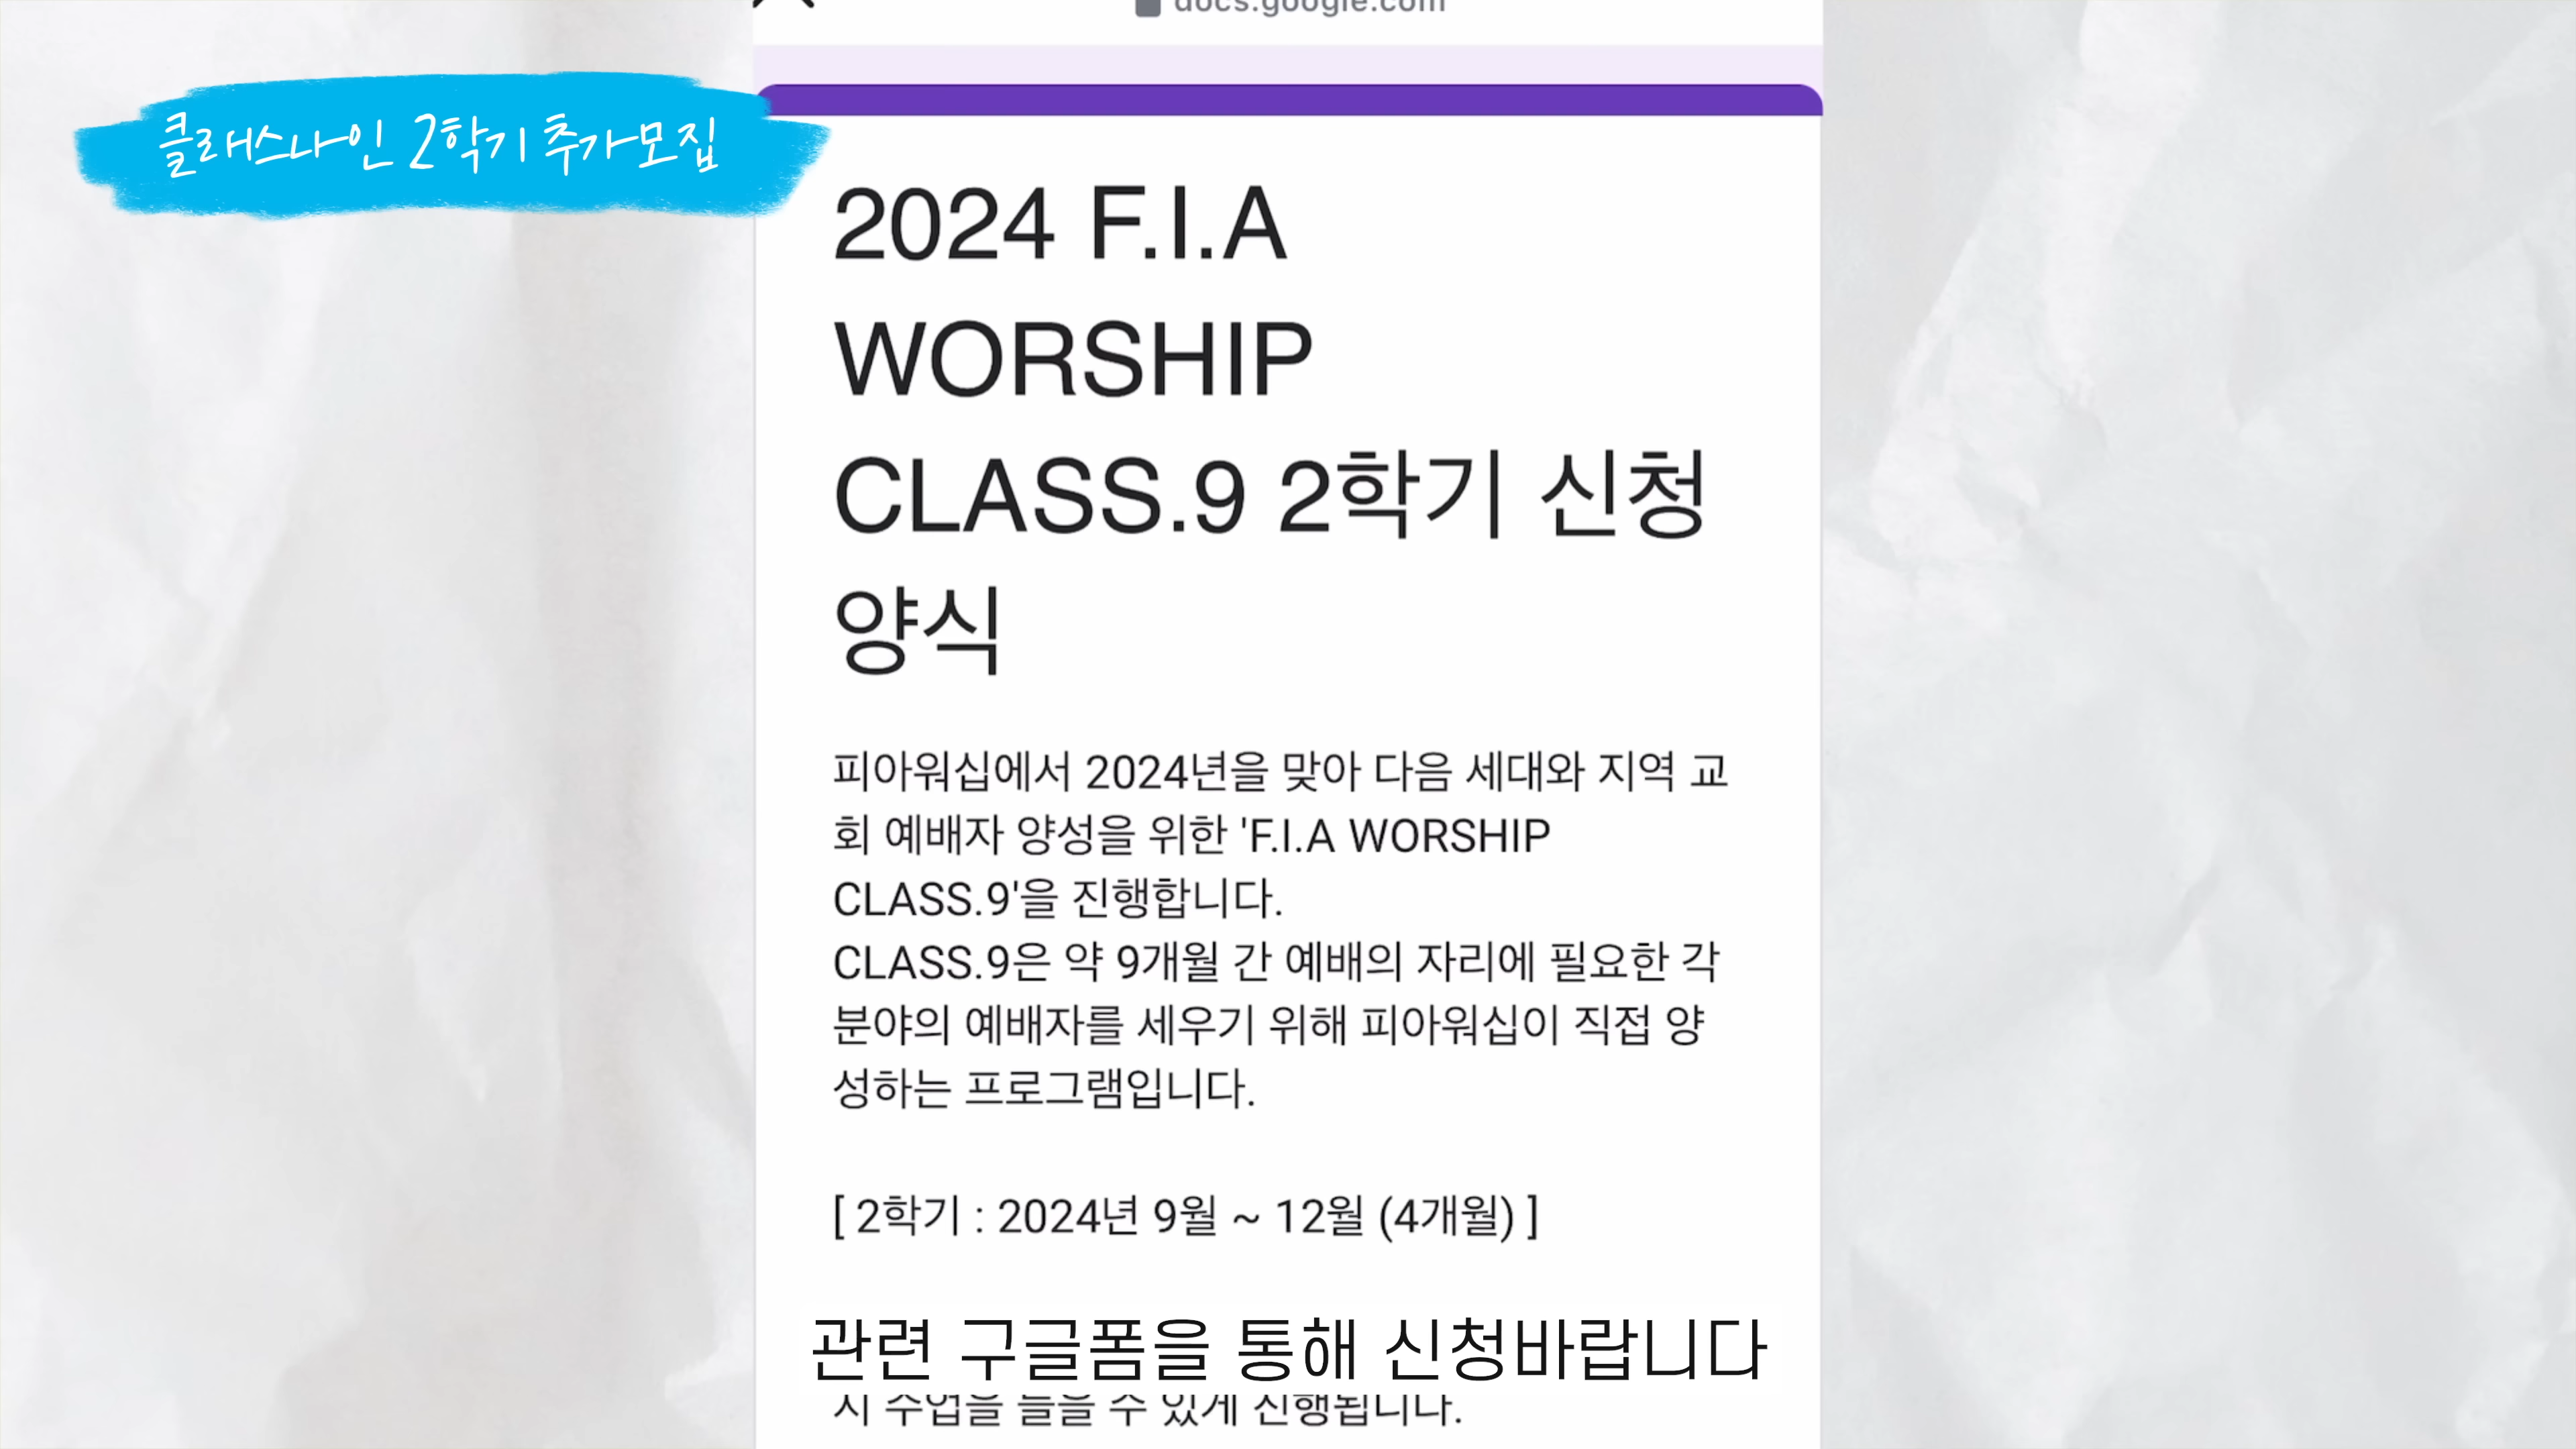 docs.google.com
클래스나인 2학기 추가모집
2024 F.I.A
WORSHIP
CLASS.9 2학기 신청
양식
피아워십에서 2024년을 맞아 다음 세대와 지역 교
회 예배자 양성을 위한 'F.I.A WORSHIP
CLASS.9'을 진행합니다.
CLASS.9은 약 9개월 간 예배의 자리에 필요한 각
분야의 예배자를 세우기 위해 피아워십이 직접 양
성하는 프로그램입니다.
[ 2학기 : 2024년 9월 ~ 12월 (4개월) ]
관련 구글폼을 통해 신청바랍니다
시 수업을 들을 수 있게 진행됩니다.